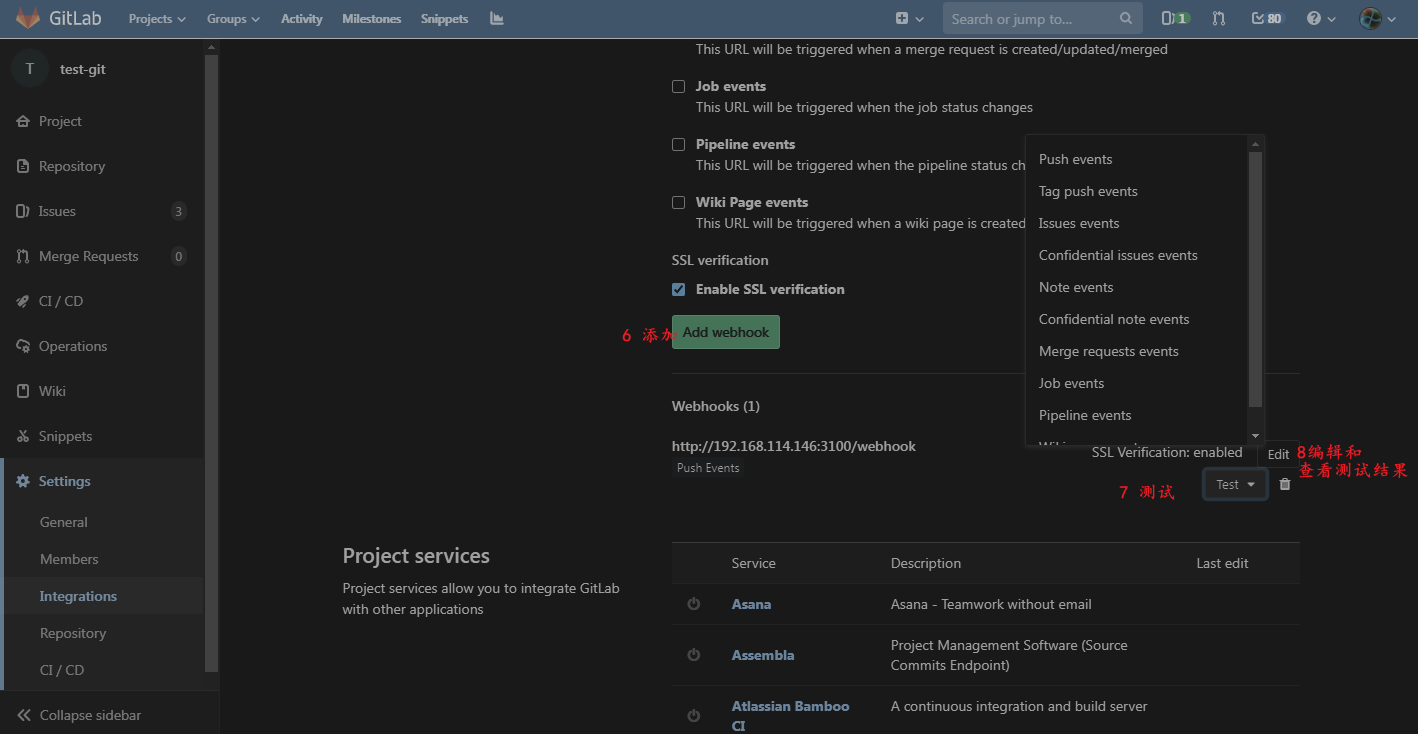 GitLab Projects Groups Activity Milestones Snippets Search or jump to... 1 80
T test-git
Project
Repository
Issues 3
Merge Requests 0
CI / CD
Operations
Wiki
Snippets
Settings
General
Members
Integrations
Repository
CI / CD
Collapse sidebar
This URL will be triggered when a merge request is created/updated/merged
Job events
This URL will be triggered when the job status changes
Pipeline events
This URL will be triggered when the pipeline status ch
Wiki Page events
This URL will be triggered when a wiki page is created
SSL verification
Enable SSL verification
6 添加
Add webhook
Push events
Tag push events
Issues events
Confidential issues events
Note events
Confidential note events
Merge requests events
Job events
Pipeline events
Webhooks (1)
http://192.168.114.146:3100/webhook
Push Events
SSL Verification: enabled
Edit
8编辑和
查看测试结果
7 测试
Test
Project services
Project services allow you to integrate GitLab
with other applications
Service Description Last edit
Asana Asana - Teamwork without email
Assembla Project Management Software (Source
Commits Endpoint)
Atlassian Bamboo A continuous integration and build server
CI